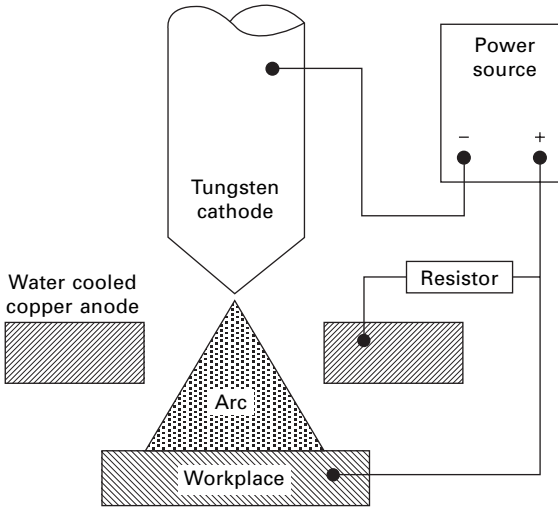 Power
source
− +
Tungsten
cathode
Water cooled
copper anode
Resistor
Arc
Workplace